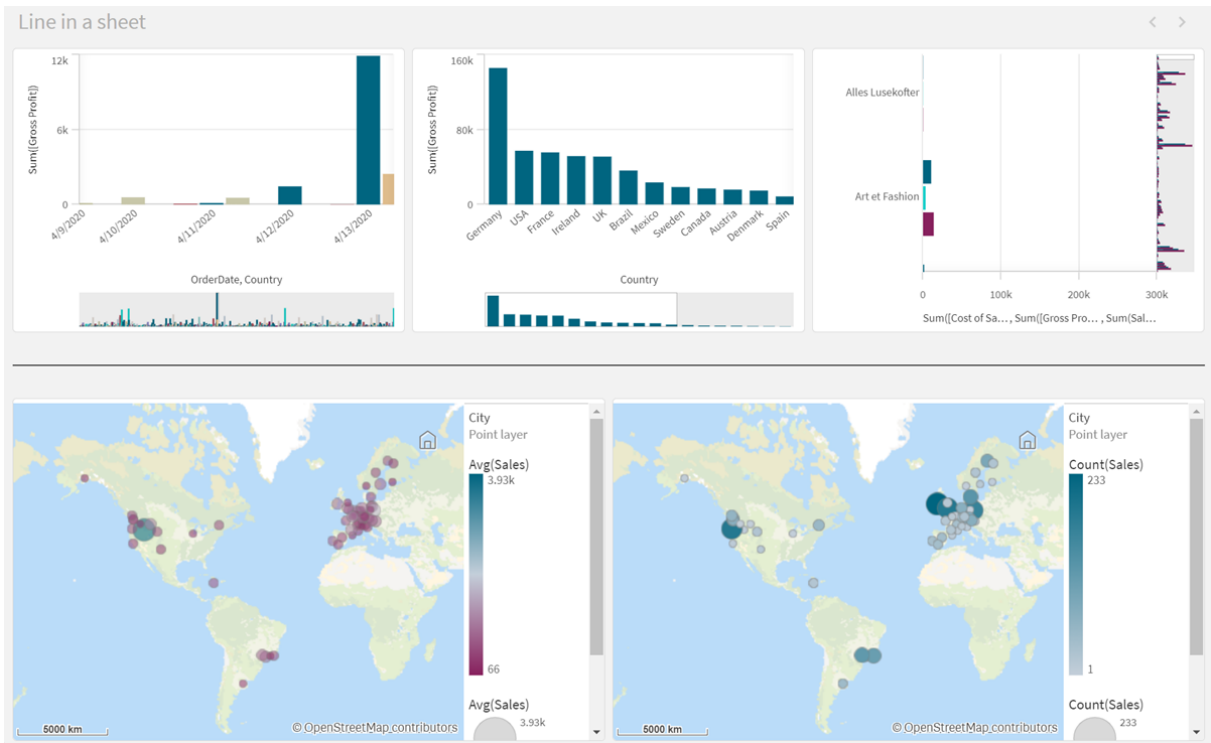 Line in a sheet
12k
6k
0
Sum([Gross Profit])
4/9/2020
4/10/2020
4/11/2020
4/12/2020
4/13/2020
OrderDate, Country
160k
80k
0
Sum([Gross Profit])
Germany
USA
France
Ireland
UK
Brazil
Mexico
Sweden
Canada
Austria
Denmark
Spain
Country
Alles Lusekofter
Art et Fashion
0
100k
200k
300k
Sum([Cost of Sa... , Sum([Gross Pro... , Sum(Sal...
City
Point layer
Avg(Sales)
3.93k
66
Avg(Sales)
3.93k
5000 km
© OpenStreetMap contributors
City
Point layer
Count(Sales)
233
1
Count(Sales)
233
5000 km
© OpenStreetMap contributors